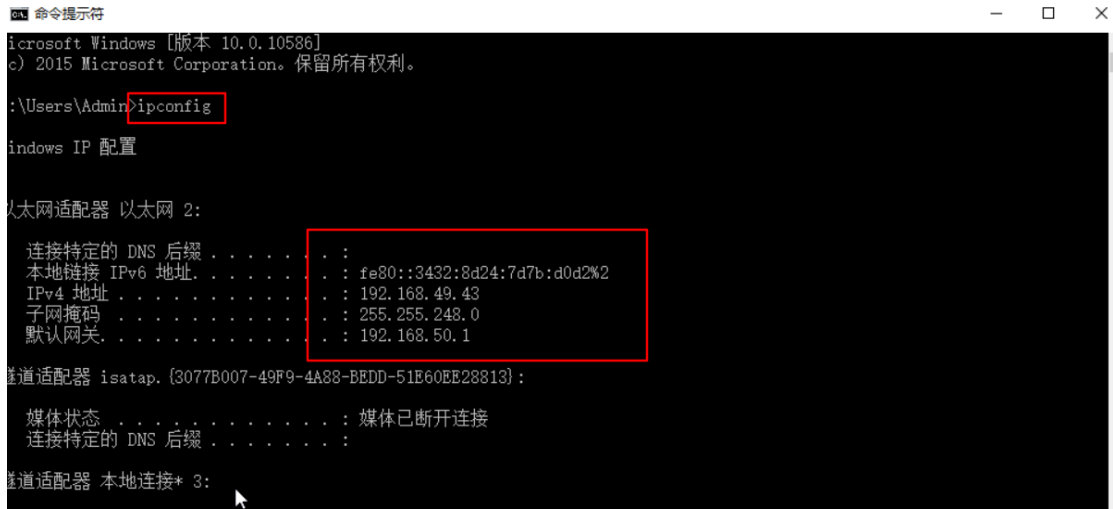 命令提示符
icrosoft Windows [版本 10.0.10586]
c) 2015 Microsoft Corporation。保留所有权利。
:\Users\Admin>ipconfig
indows IP 配置
以太网适配器 以太网 2:
连接特定的 DNS 后缀 . . . . . . . :
本地链接 IPv6 地址. . . . . . . . : fe80::3432:8d24:7d7b:d0d2%2
IPv4 地址 . . . . . . . . . . . . : 192.168.49.43
子网掩码 . . . . . . . . . . . . : 255.255.248.0
默认网关. . . . . . . . . . . . . : 192.168.50.1
隧道适配器 isatap.{3077B007-49F9-4A88-BEDD-51E60EE28813}:
媒体状态 . . . . . . . . . . . . : 媒体已断开连接
连接特定的 DNS 后缀 . . . . . . . :
隧道适配器 本地连接* 3: